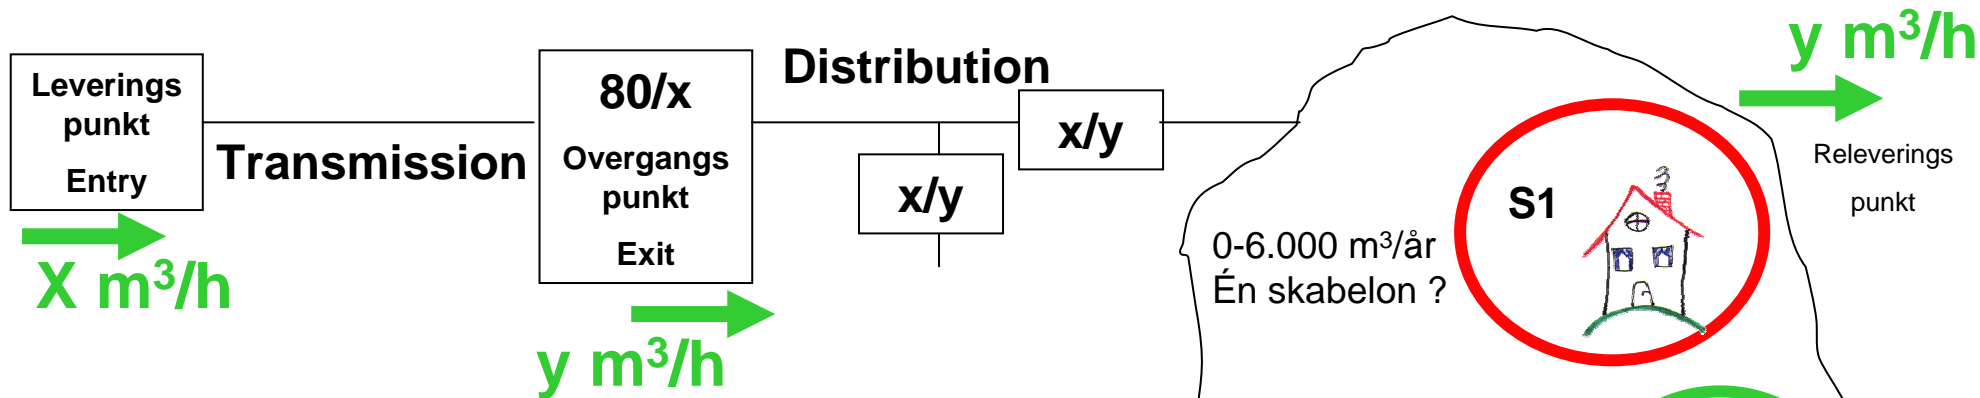 Leverings
punkt
Entry
X m³/h
Transmission
80/x
Overgangs
punkt
Exit
y m³/h
Distribution
x/y
x/y
0-6.000 m³/år
Én skabelon ?
S1
y m³/h
Releverings
punkt